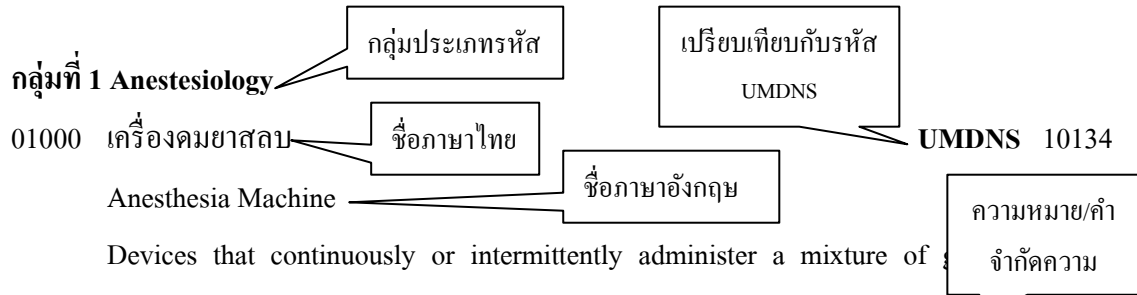 กลุ่มประเภทรหัส
เปรียบเทียบกับรหัส
UMDNS
กลุ่มที่ 1 Anestesiology
01000 เครื่องดมยาสลบ
ชื่อภาษาไทย
UMDNS 10134
Anesthesia Machine
ชื่อภาษาอังกฤษ
ความหมาย/คำ
จำกัดความ
Devices that continuously or intermittently administer a mixture of